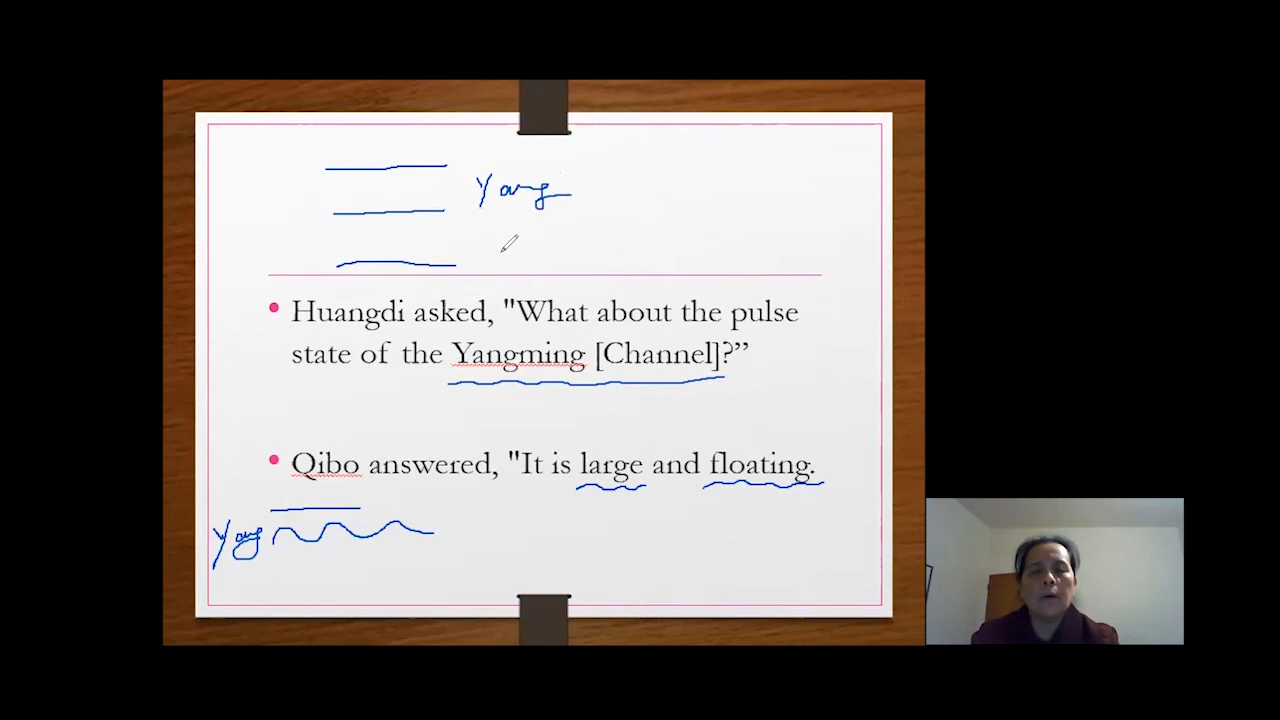 Yang
• Huangdi asked, "What about the pulse
state of the Yangming [Channel]?”
• Qibo answered, "It is large and floating.
Yang